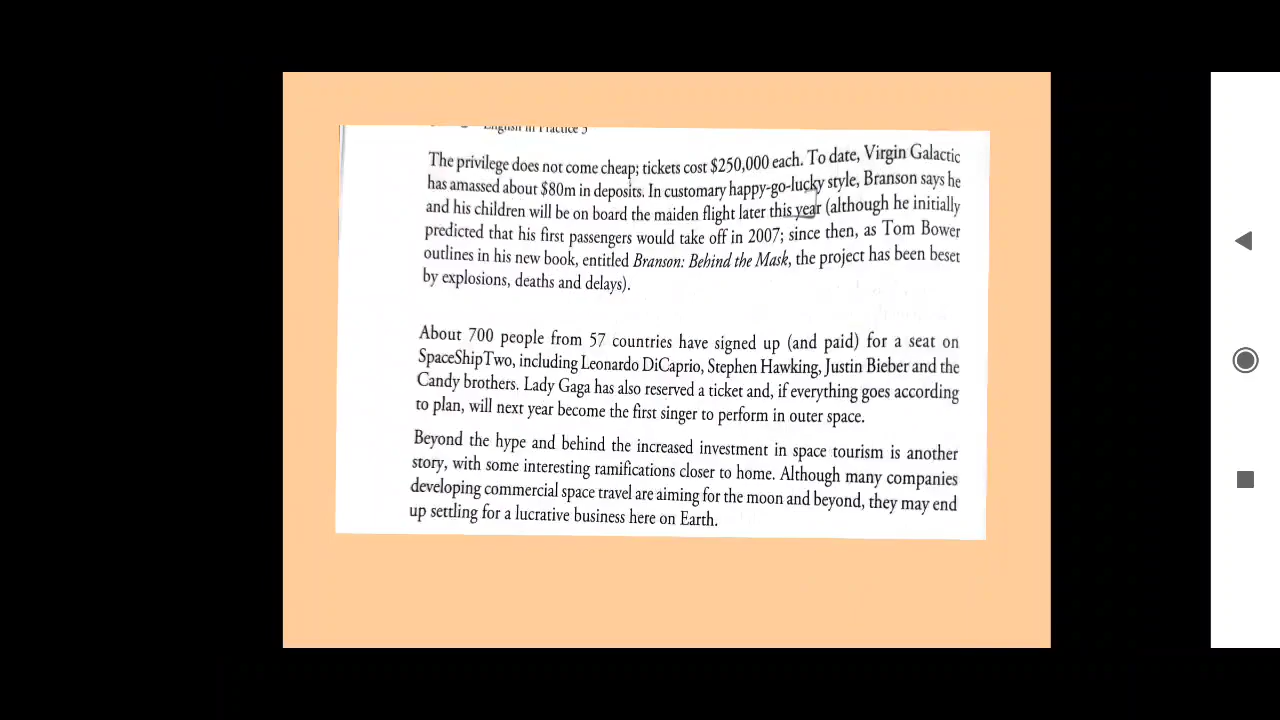 English in Practice 3
The privilege does not come cheap; tickets cost $250,000 each. To date, Virgin Galactic
has amassed about $80m in deposits. In customary happy-go-lucky style, Branson says he
and his children will be on board the maiden flight later this year (although he initially
predicted that his first passengers would take off in 2007; since then, as Tom Bower
outlines in his new book, entitled Branson: Behind the Mask, the project has been beset
by explosions, deaths and delays).
About 700 people from 57 countries have signed up (and paid) for a seat on
SpaceShipTwo, including Leonardo DiCaprio, Stephen Hawking, Justin Bieber and the
Candy brothers. Lady Gaga has also reserved a ticket and, if everything goes according
to plan, will next year become the first singer to perform in outer space.
Beyond the hype and behind the increased investment in space tourism is another
story, with some interesting ramifications closer to home. Although many companies
developing commercial space travel are aiming for the moon and beyond, they may end
up settling for a lucrative business here on Earth.